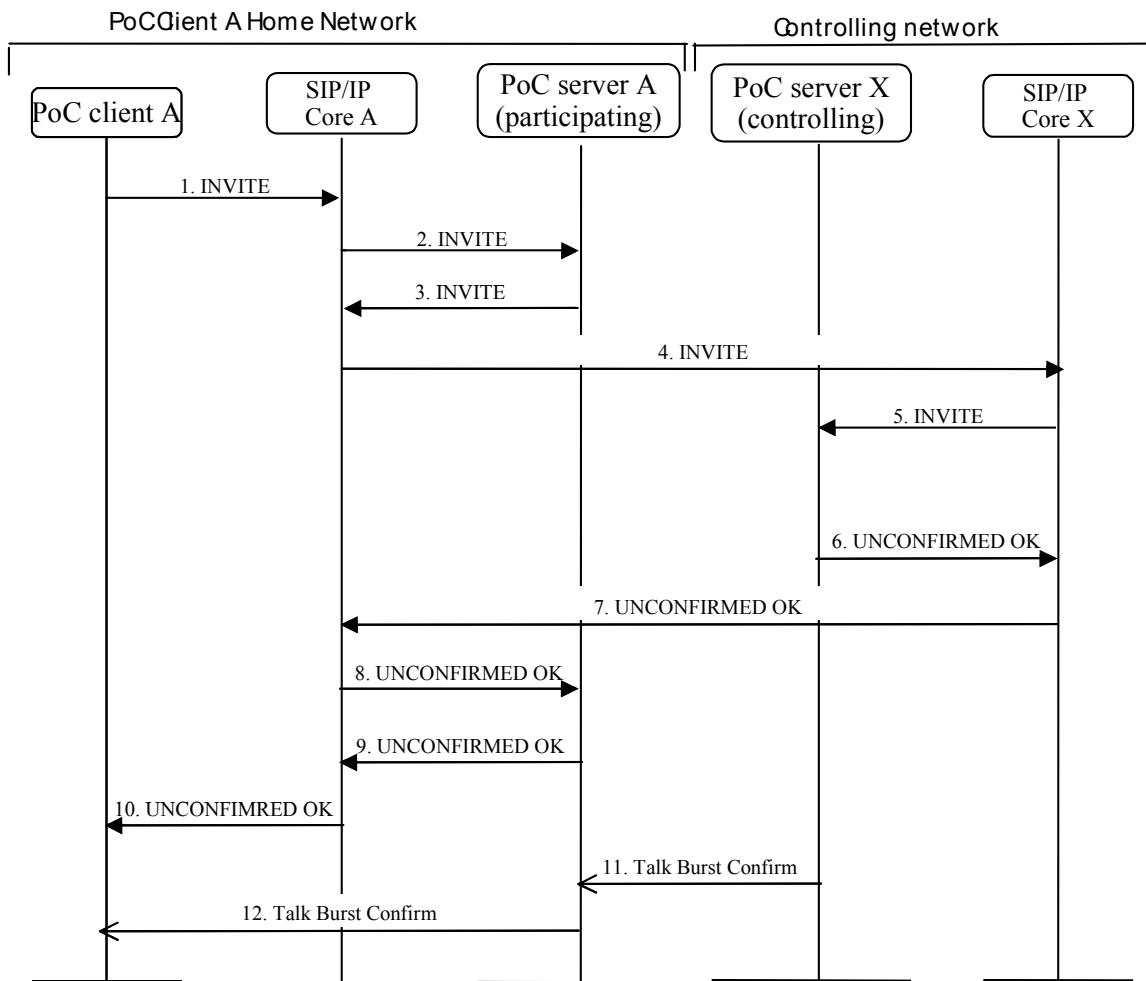 PoCClient A Home Network
Controlling network
PoC client A
SIP/IP
Core A
PoC server A
(participating)
PoC server X
(controlling)
SIP/IP
Core X
1. INVITE
2. INVITE
3. INVITE
4. INVITE
5. INVITE
6. UNCONFIRMED OK
7. UNCONFIRMED OK
8. UNCONFIRMED OK
9. UNCONFIRMED OK
10. UNCONFIMRED OK
11. Talk Burst Confirm
12. Talk Burst Confirm